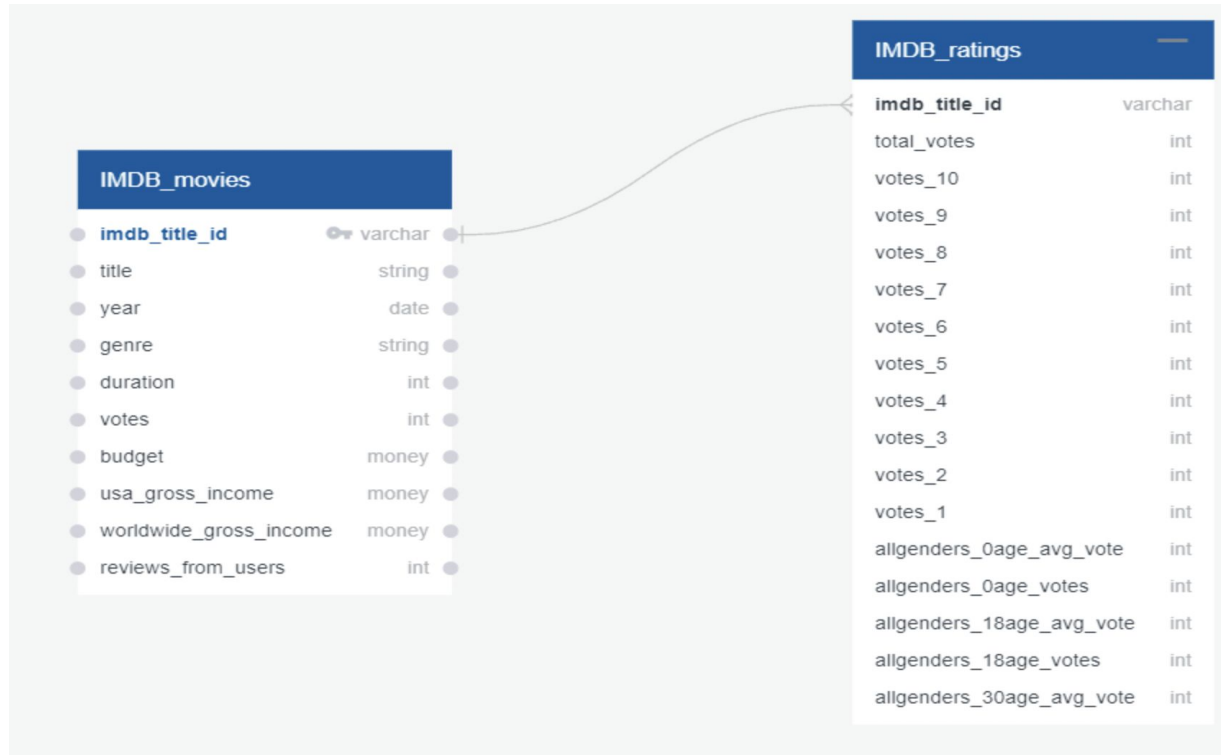 IMDB_movies
imdb_title_id varchar
title string
year date
genre string
duration int
votes int
budget money
usa_gross_income money
worldwide_gross_income money
reviews_from_users int
IMDB_ratings
imdb_title_id varchar
total_votes int
votes_10 int
votes_9 int
votes_8 int
votes_7 int
votes_6 int
votes_5 int
votes_4 int
votes_3 int
votes_2 int
votes_1 int
allgenders_0age_avg_vote int
allgenders_0age_votes int
allgenders_18age_avg_vote int
allgenders_18age_votes int
allgenders_30age_avg_vote int